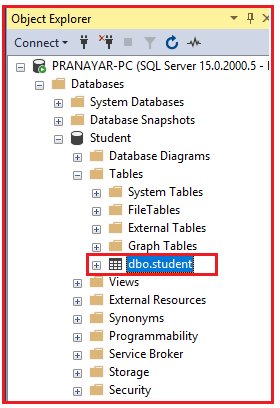 Object Explorer
Connect
PRANAYAR-PC (SQL Server 15.0.2000.5 -
Databases
System Databases
Database Snapshots
Student
Database Diagrams
Tables
System Tables
FileTables
External Tables
Graph Tables
dbo.student
Views
External Resources
Synonyms
Programmability
Service Broker
Storage
Security